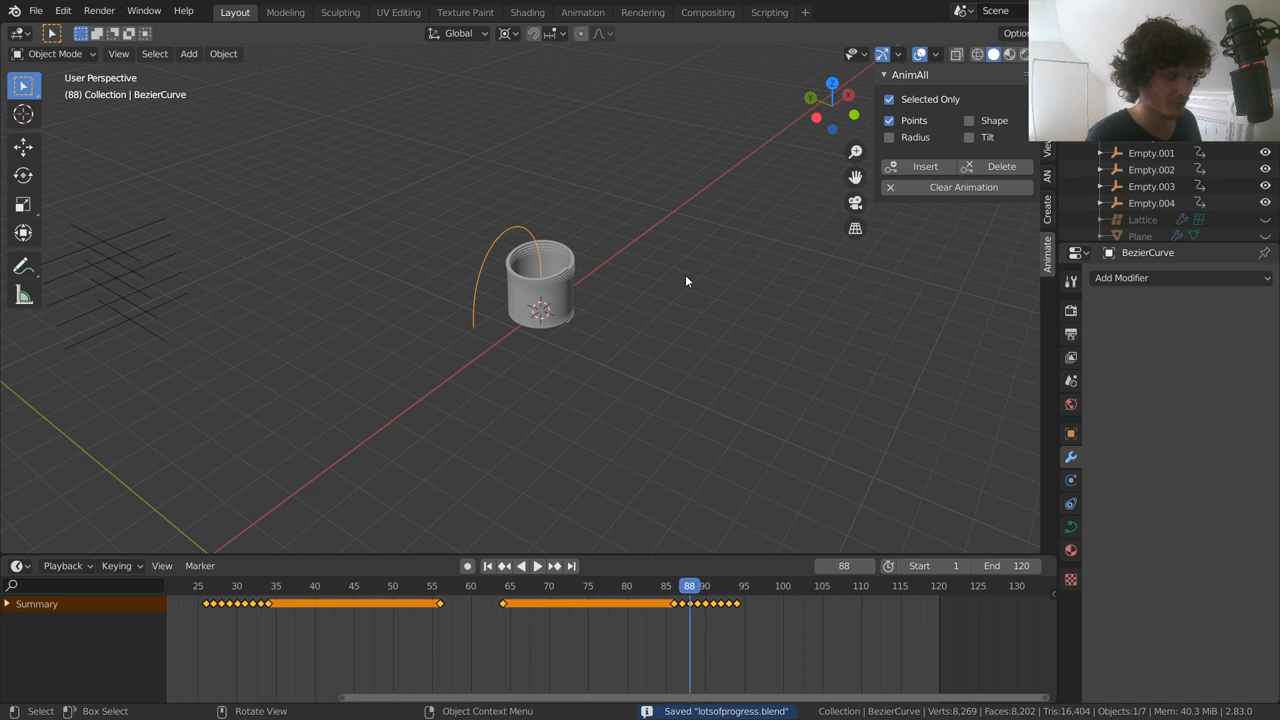 File Edit Render Window Help Layout Modeling Sculpting UV Editing Texture Paint Shading Animation Rendering Compositing Scripting + Scene
Global
Object Mode View Select Add Object
User Perspective
(88) Collection | BezierCurve
Z
Y
X
AnimAll
Selected Only
Points Shape
Radius Tilt
Insert Delete
Clear Animation
AN
Create
Animate
Empty.001
Empty.002
Empty.003
Empty.004
Lattice
Plane
BezierCurve
Add Modifier
Playback Keying View Marker 88 Start 1 End 120
25 30 35 40 45 50 55 60 65 70 75 80 85 88 90 95 100 105 110 115 120 125 130
Summary
Select Box Select Rotate View Object Context Menu Saved "lotsofprogress.blend" Collection | BezierCurve | Verts:8,269 | Faces:8,202 | Tris:16,404 | Objects:1/7 | Mem: 40.3 MiB | 2.83.0